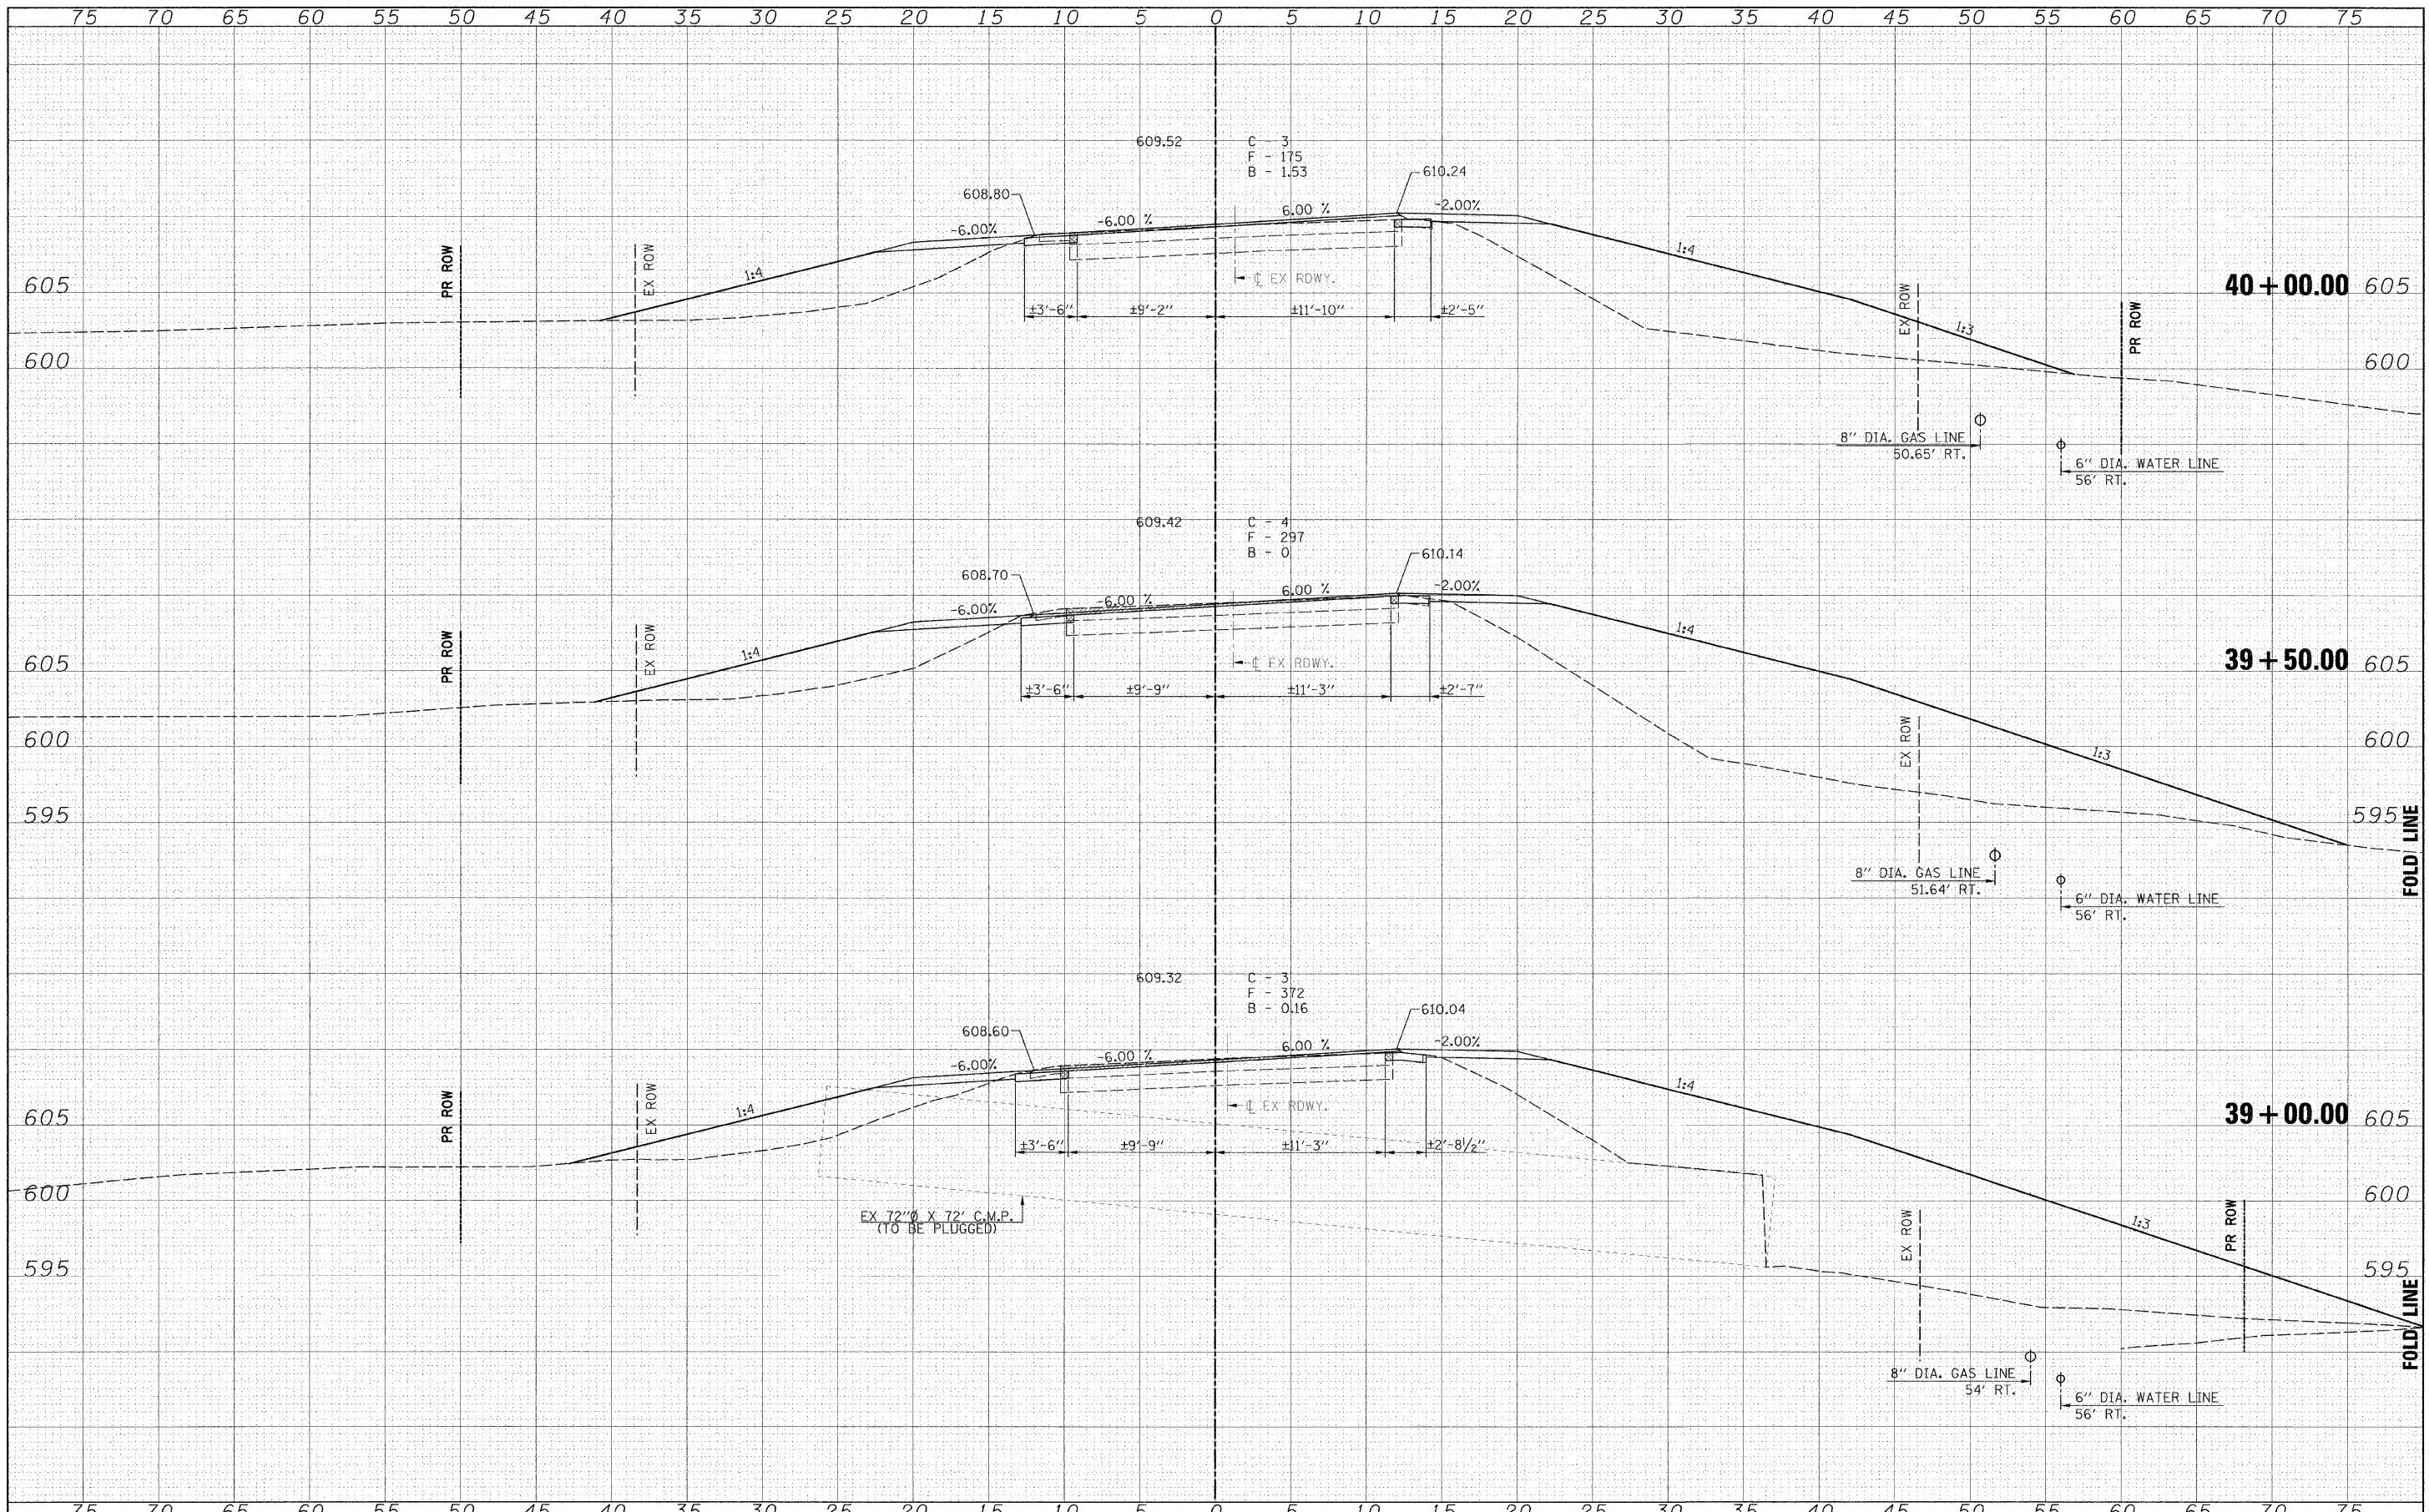 75 70 65 60 55 50 45 40 35 30 25 20 15 10 5 0 5 10 15 20 25 30 35 40 45 50 55 60 65 70 75
609.52
C - 3
F - 175
B - 1.53
608.80
610.24
-6.00%
-6.00 %
6.00 %
-2.00%
1:4
1:4
1:3
PR ROW
EX ROW
EX ROW
PR ROW
℄ EX RDWY.
±3'-6" ±9'-2" ±11'-10" ±2'-5"
605
40+00.00 605
600
600
8" DIA. GAS LINE
50.65' RT.
6" DIA. WATER LINE
56' RT.
609.42
C - 4
F - 297
B - 0
608.70
610.14
-6.00%
-6.00 %
6.00 %
-2.00%
1:4
1:4
1:3
PR ROW
EX ROW
EX ROW
℄ EX RDWY.
±3'-6" ±9'-9" ±11'-3" ±2'-7"
605
39+50.00 605
600
600
595
595
FOLD LINE
8" DIA. GAS LINE
51.64' RT.
6" DIA. WATER LINE
56' RT.
609.32
C - 3
F - 372
B - 0.16
608.60
610.04
-6.00%
-6.00 %
6.00 %
-2.00%
1:4
1:4
1:3
PR ROW
EX ROW
EX ROW
PR ROW
℄ EX RDWY.
±3'-6" ±9'-9" ±11'-3" ±2'-8½"
605
39+00.00 605
600
600
EX 72"Ø X 72' C.M.P.
(TO BE PLUGGED)
595
595
FOLD LINE
8" DIA. GAS LINE
54' RT.
6" DIA. WATER LINE
56' RT.
75 70 65 60 55 50 45 40 35 30 25 20 15 10 5 0 5 10 15 20 25 30 35 40 45 50 55 60 65 70 75